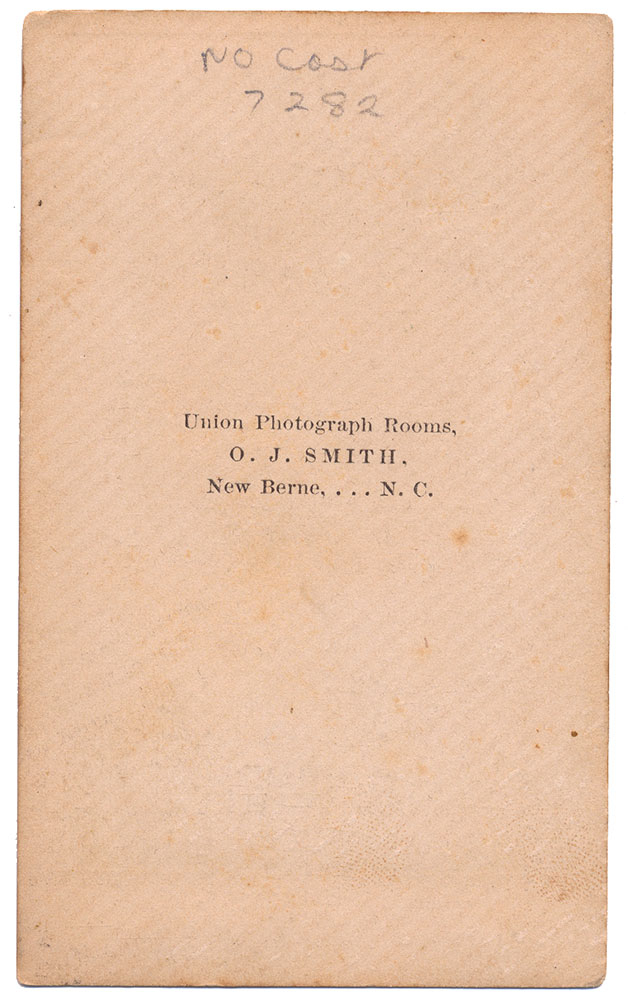 NO Cost
7282
Union Photograph Rooms,
O. J. SMITH,
New Berne, . . . N. C.